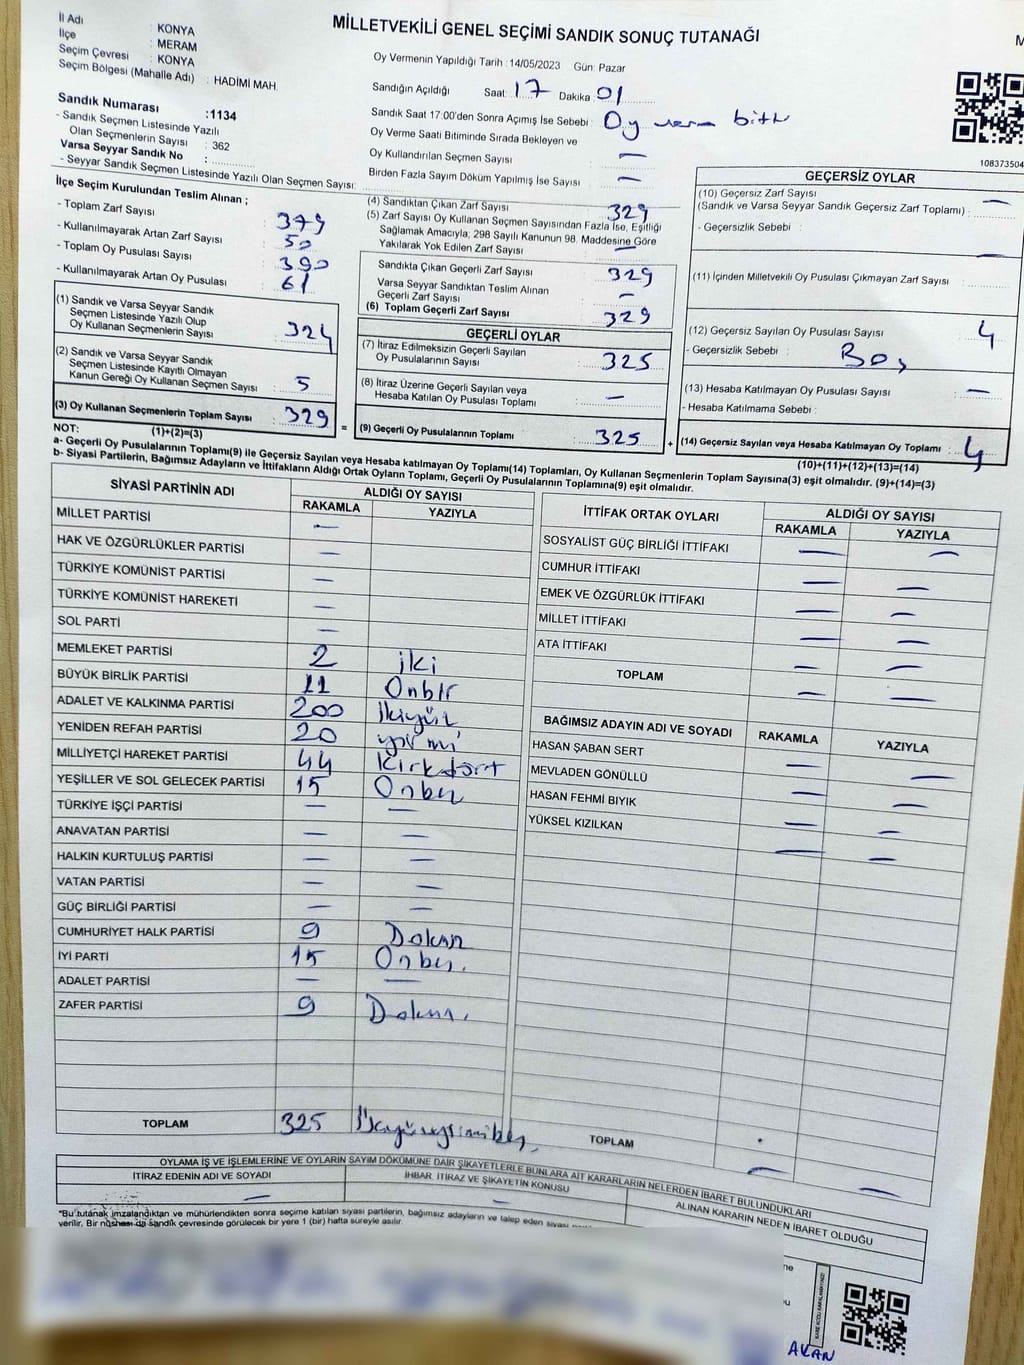 MİLLETVEKİLİ GENEL SEÇİMİ SANDIK SONUÇ TUTANAĞI
İl Adı : KONYA
İlçe : MERAM
Seçim Çevresi : KONYA
Seçim Bölgesi (Mahalle Adı) : HADİMİ MAH.
Sandık Numarası :1134
- Sandık Seçmen Listesinde Yazılı
Olan Seçmenlerin Sayısı : 362
Varsa Seyyar Sandık No :
- Seyyar Sandık Seçmen Listesinde Yazılı Olan Seçmen Sayısı:
Oy Vermenin Yapıldığı Tarih :14/05/2023 Gün: Pazar
Sandığın Açıldığı Saat: 17 Dakika 01
Sandık Saat 17:00'den Sonra Açımış İse Sebebi : Oy
Oy Verme Saati Bitiminde Sırada Bekleyen ve
Oy Kullandırılan Seçmen Sayısı : —
Birden Fazla Sayım Döküm Yapılmış İse Sayısı : —
108373504
İlçe Seçim Kurulundan Teslim Alınan ;
- Toplam Zarf Sayısı : 379
- Kullanılmayarak Artan Zarf Sayısı : 50
- Toplam Oy Pusulası Sayısı : 390
- Kullanılmayarak Artan Oy Pusulası : 61
(1) Sandık ve Varsa Seyyar Sandık
Seçmen Listesinde Yazılı Olup
Oy Kullanan Seçmenlerin Sayısı : 324
(2) Sandık ve Varsa Seyyar Sandık
Seçmen Listesinde Kayıtlı Olmayan
Kanun Gereği Oy Kullanan Seçmen Sayısı : 5
(3) Oy Kullanan Seçmenlerin Toplam Sayısı : 329
(1)+(2)=(3)
(4) Sandıktan Çıkan Zarf Sayısı : 329
(5) Zarf Sayısı Oy Kullanan Seçmen Sayısından Fazla İse, Eşitliği
Sağlamak Amacıyla, 298 Sayılı Kanunun 98. Maddesine Göre
Yakılarak Yok Edilen Zarf Sayısı : —
Sandıkta Çıkan Geçerli Zarf Sayısı : 329
Varsa Seyyar Sandıktan Teslim Alınan
Geçerli Zarf Sayısı : —
(6) Toplam Geçerli Zarf Sayısı : 329
GEÇERLİ OYLAR
(7) İtiraz Edilmeksizin Geçerli Sayılan
Oy Pusulalarının Sayısı : 325
(8) İtiraz Üzerine Geçerli Sayılan veya
Hesaba Katılan Oy Pusulası Toplamı : —
= (9) Geçerli Oy Pusulalarının Toplamı : 325 +
GEÇERSİZ OYLAR
(10) Geçersiz Zarf Sayısı
(Sandık ve Varsa Seyyar Sandık Geçersiz Zarf Toplamı) : —
- Geçersizlik Sebebi : —
(11) İçinden Milletvekili Oy Pusulası Çıkmayan Zarf Sayısı :
(12) Geçersiz Sayılan Oy Pusulası Sayısı : 4
- Geçersizlik Sebebi : Boş
(13) Hesaba Katılmayan Oy Pusulası Sayısı : —
- Hesaba Katılmama Sebebi :
(14) Geçersiz Sayılan veya Hesaba Katılmayan Oy Toplamı : 4
(10)+(11)+(12)+(13)=(14)
NOT:
a- Geçerli Oy Pusulalarının Toplamı(9) ile Geçersiz Sayılan veya Hesaba katılmayan Oy Toplamı(14) Toplamları, Oy Kullanan Seçmenlerin Toplam Sayısına(3) eşit olmalıdır. (9)+(14)=(3)
b- Siyasi Partilerin, Bağımsız Adayların ve İttifakların Aldığı Ortak Oyların Toplamı, Geçerli Oy Pusulalarının Toplamına(9) eşit olmalıdır.
SİYASİ PARTİNİN ADI ALDIĞI OY SAYISI
RAKAMLA YAZIYLA
MİLLET PARTİSİ —
HAK VE ÖZGÜRLÜKLER PARTİSİ —
TÜRKİYE KOMÜNİST PARTİSİ —
TÜRKİYE KOMÜNİST HAREKETİ —
SOL PARTİ —
MEMLEKET PARTİSİ 2 iki
BÜYÜK BİRLİK PARTİSİ 11 Onbir
ADALET VE KALKINMA PARTİSİ 200 ikiyüz
YENİDEN REFAH PARTİSİ 20 yirmi
MİLLİYETÇİ HAREKET PARTİSİ 44 Kırkdört
YEŞİLLER VE SOL GELECEK PARTİSİ 15 Onbeş
TÜRKİYE İŞÇİ PARTİSİ — —
ANAVATAN PARTİSİ — —
HALKIN KURTULUŞ PARTİSİ — —
VATAN PARTİSİ — —
GÜÇ BİRLİĞİ PARTİSİ — —
CUMHURİYET HALK PARTİSİ 9 Dokuz
İYİ PARTİ 15 Onbeş.
ADALET PARTİSİ — —
ZAFER PARTİSİ 9 Dokuz.
TOPLAM 325
İTTİFAK ORTAK OYLARI ALDIĞI OY SAYISI
RAKAMLA YAZIYLA
SOSYALİST GÜÇ BİRLİĞİ İTTİFAKI — —
CUMHUR İTTİFAKI — —
EMEK VE ÖZGÜRLÜK İTTİFAKI — —
MİLLET İTTİFAKI — —
ATA İTTİFAKI — —
TOPLAM — —
BAĞIMSIZ ADAYIN ADI VE SOYADI RAKAMLA YAZIYLA
HASAN ŞABAN SERT — —
MEVLADEN GÖNÜLLÜ — —
HASAN FEHMİ BIYIK — —
YÜKSEL KIZILKAN — —
TOPLAM — —
OYLAMA İŞ VE İŞLEMLERİNE VE OYLARIN SAYIM DÖKÜMÜNE DAİR ŞİKAYETLERLE BUNLARA AİT KARARLARIN NELERDEN İBARET BULUNDUKLARI
İTİRAZ EDENİN ADI VE SOYADI İHBAR, İTİRAZ VE ŞİKAYETİN KONUSU ALINAN KARARIN NEDEN İBARET OLDUĞU
— —
*Bu tutanak imzalandıktan ve mühürlendikten sonra seçime katılan siyasi partilerin, bağımsız adayların ve talep eden siyasi
verilir. Bir nüshası da sandık çevresinde görülecek bir yere 1 (bir) hafta süreyle asılır.
AKAN